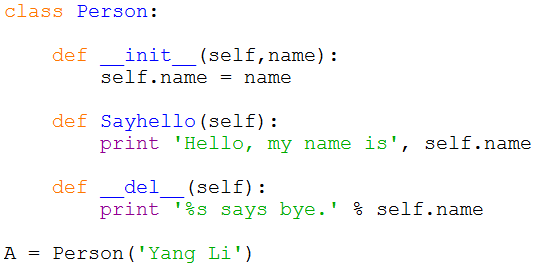 class Person:
    def __init__(self,name):
        self.name = name
    def Sayhello(self):
        print 'Hello, my name is', self.name
    def __del__(self):
        print '%s says bye.' % self.name
A = Person('Yang Li')